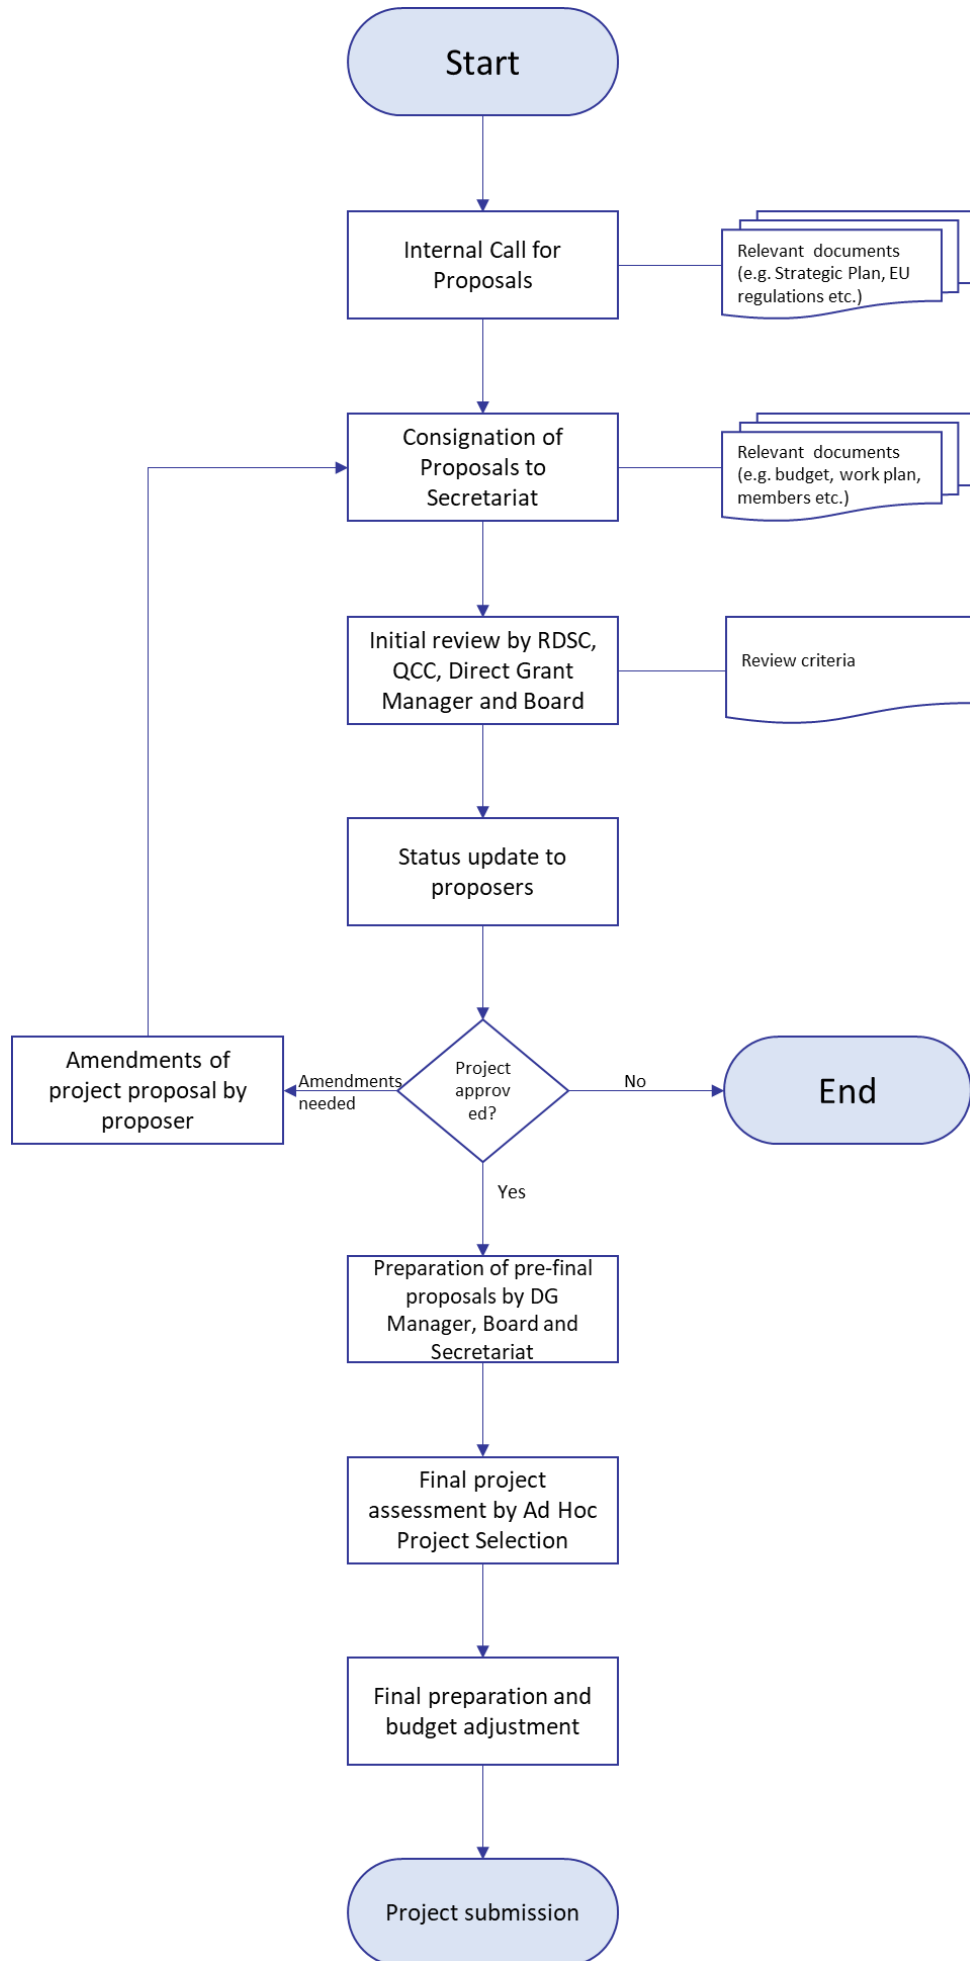 Start
Internal Call for
Proposals
Relevant documents
(e.g. Strategic Plan, EU
regulations etc.)
Consignation of
Proposals to
Secretariat
Relevant documents
(e.g. budget, work plan,
members etc.)
Initial review by RDSC,
QCC, Direct Grant
Manager and Board
Review criteria
Status update to
proposers
Amendments of
project proposal by
proposer
Amendments
needed
Project
approv
ed?
No
End
Yes
Preparation of pre-final
proposals by DG
Manager, Board and
Secretariat
Final project
assessment by Ad Hoc
Project Selection
Final preparation and
budget adjustment
Project submission